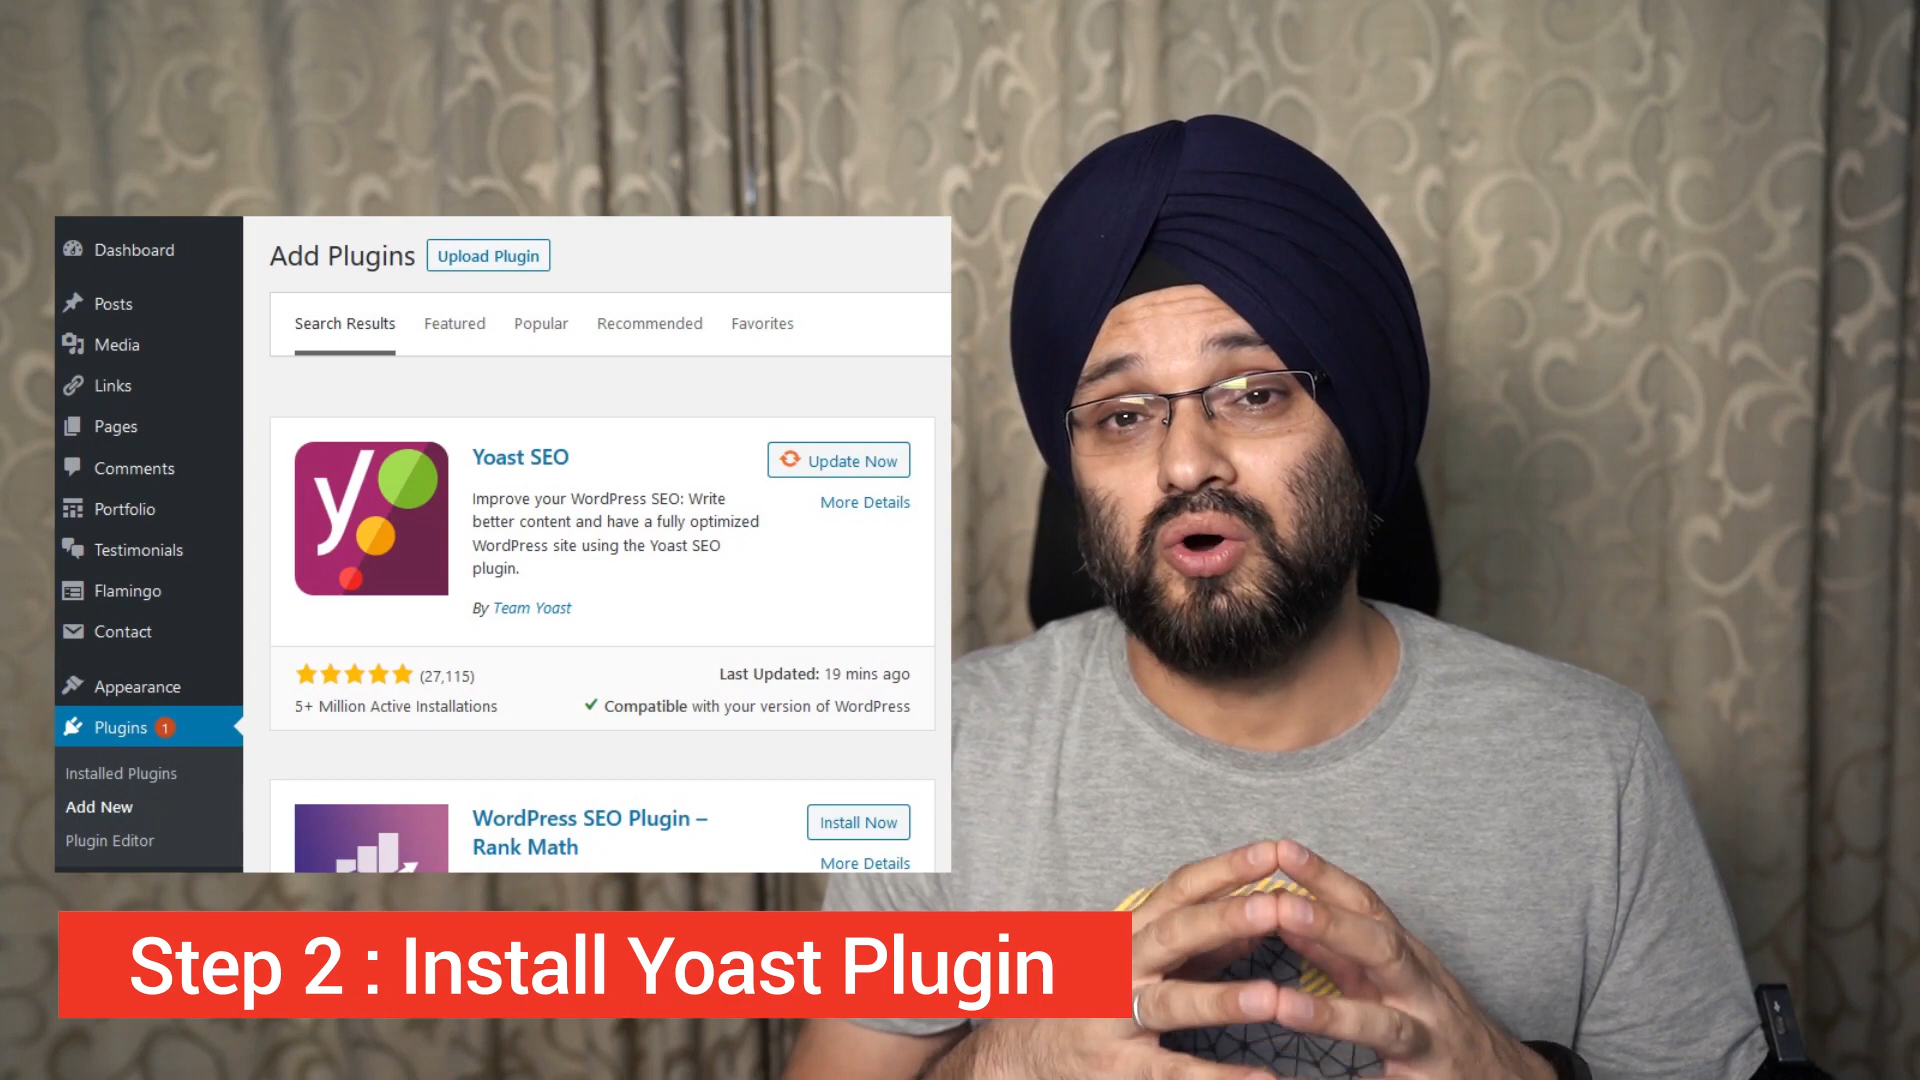 Dashboard
Posts
Media
Links
Pages
Comments
Portfolio
Testimonials
Flamingo
Contact
Appearance
Plugins 1
Installed Plugins
Add New
Plugin Editor
Add Plugins Upload Plugin
Search Results Featured Popular Recommended Favorites
y
Yoast SEO
Update Now
More Details
Improve your WordPress SEO: Write
better content and have a fully optimized
WordPress site using the Yoast SEO
plugin.
By Team Yoast
(27,115)
Last Updated: 19 mins ago
5+ Million Active Installations
Compatible with your version of WordPress
WordPress SEO Plugin –
Rank Math
Install Now
More Details
Step 2 : Install Yoast Plugin